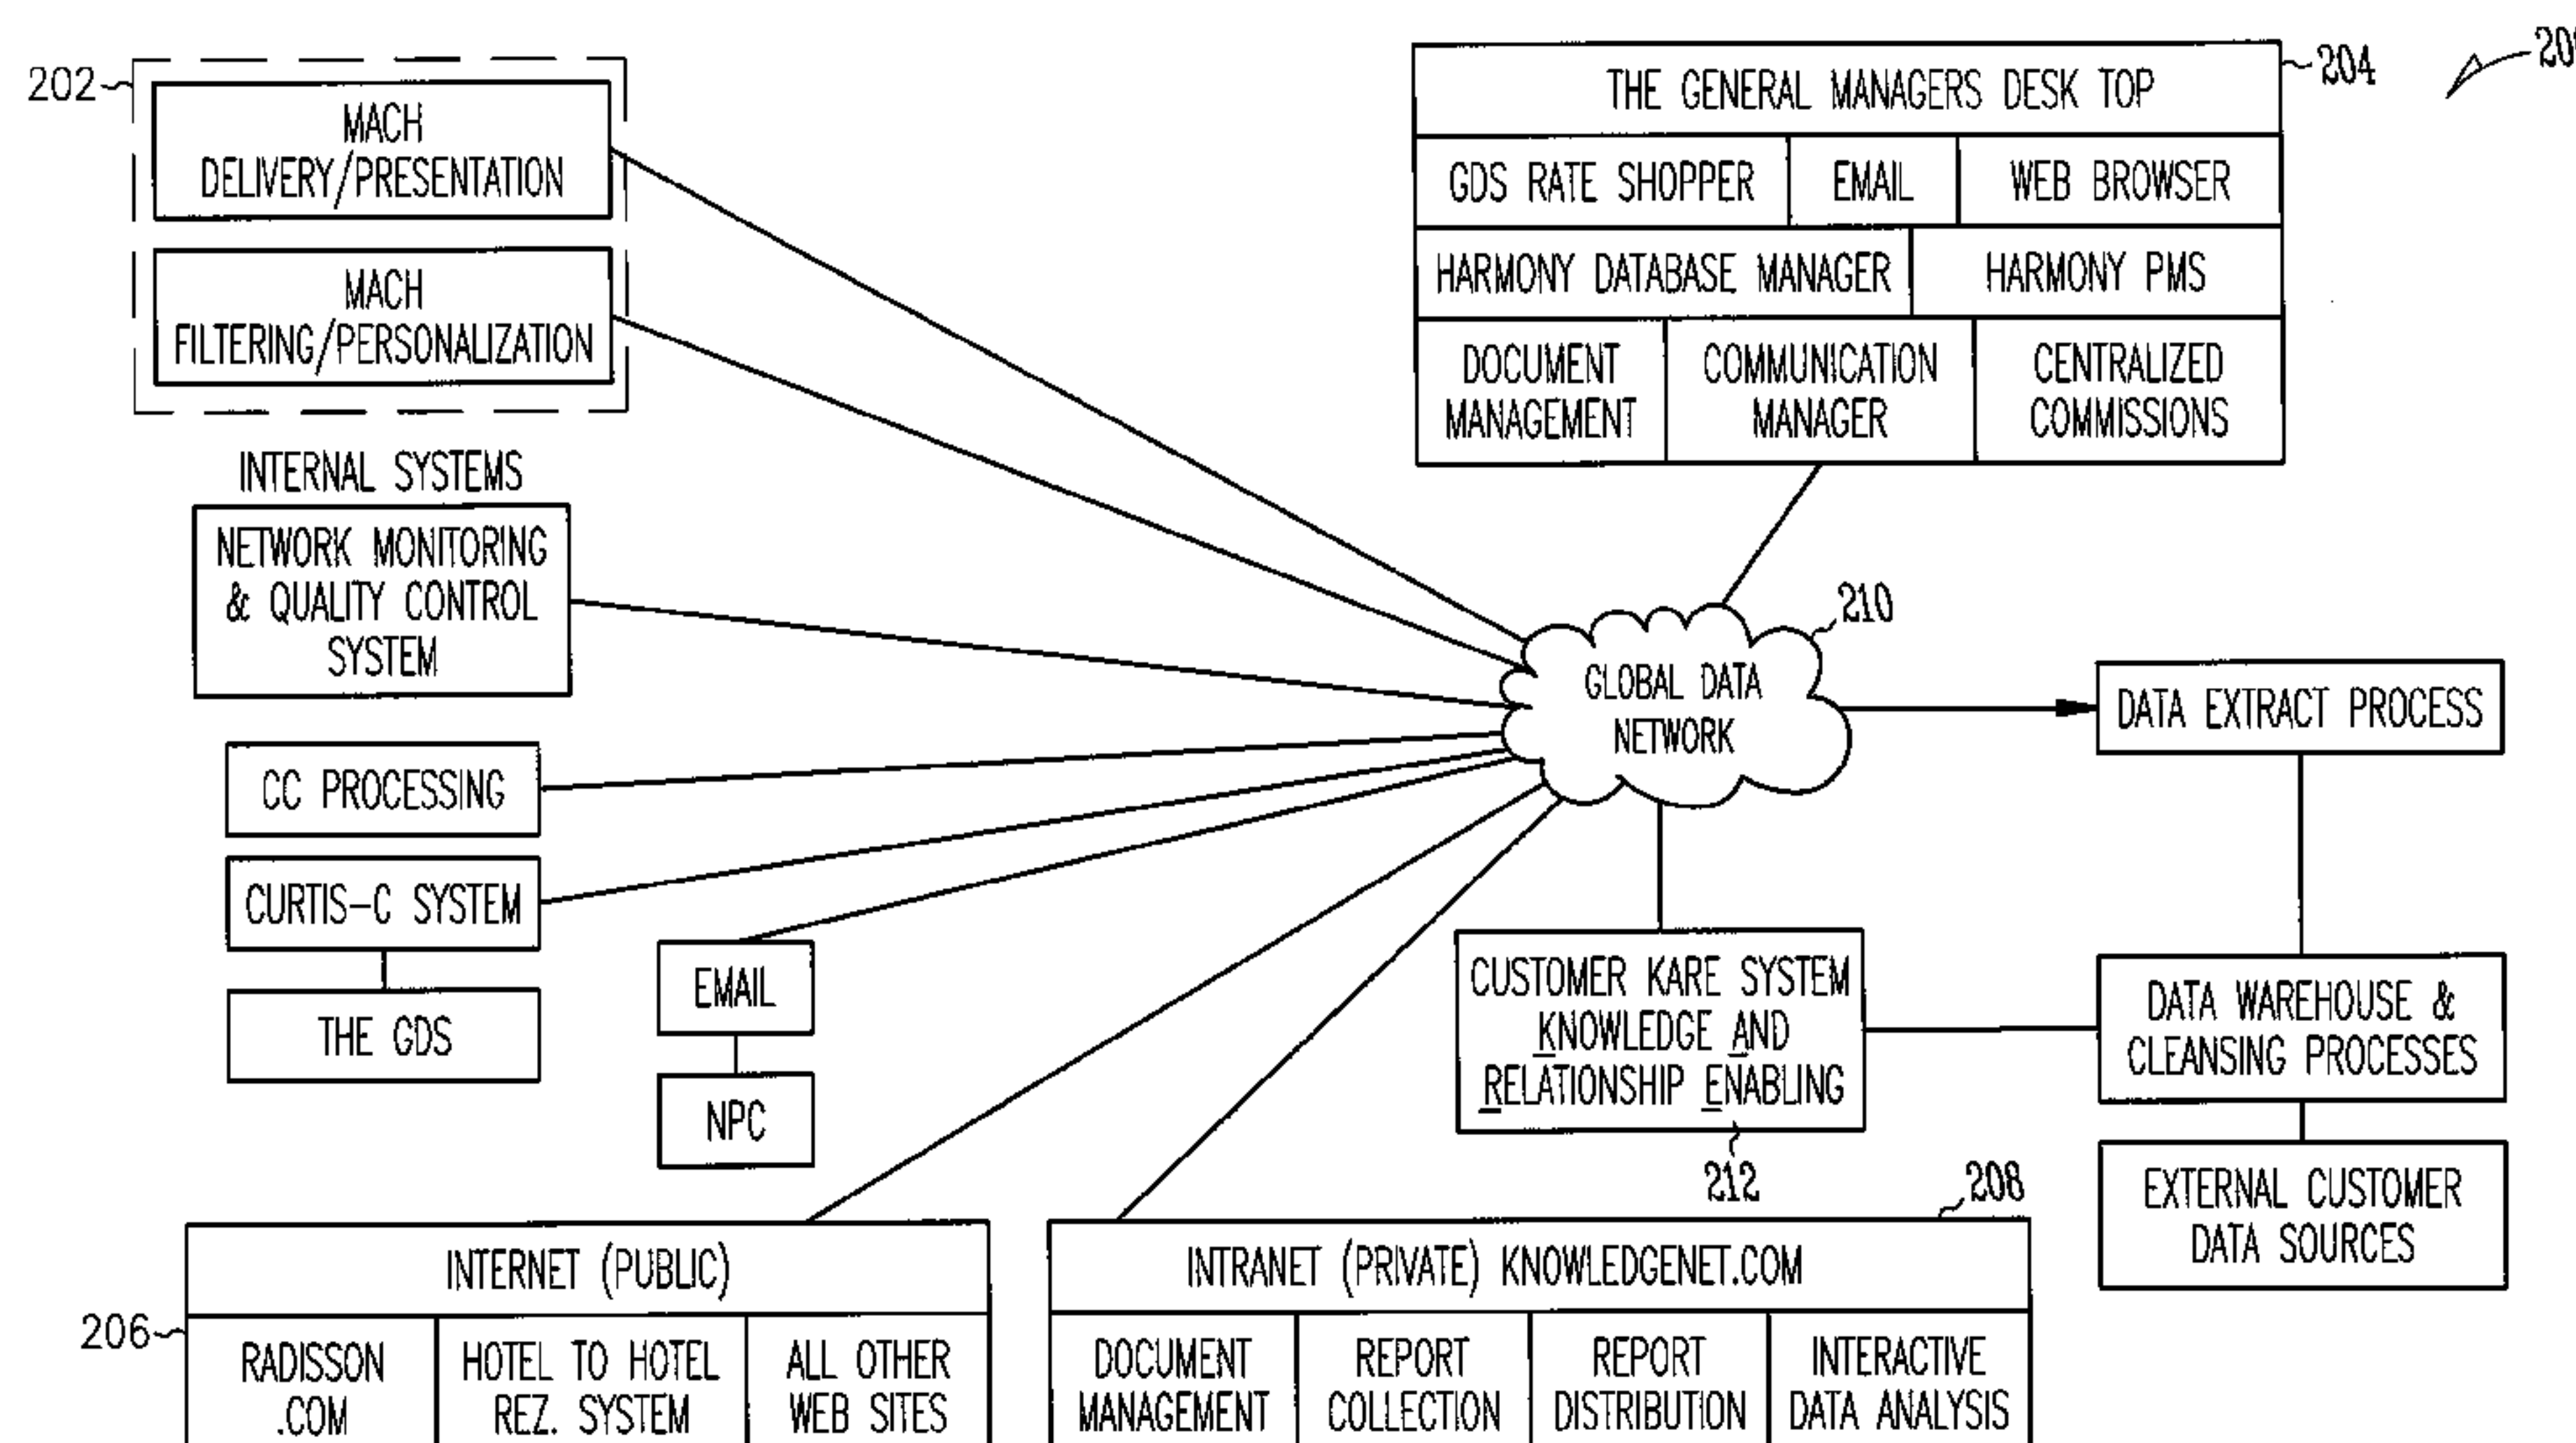 202
MACH
DELIVERY/PRESENTATION
MACH
FILTERING/PERSONALIZATION
THE GENERAL MANAGERS DESK TOP
204
GDS RATE SHOPPER
EMAIL
WEB BROWSER
HARMONY DATABASE MANAGER
HARMONY PMS
DOCUMENT
MANAGEMENT
COMMUNICATION
MANAGER
CENTRALIZED
COMMISSIONS
INTERNAL SYSTEMS
NETWORK MONITORING
& QUALITY CONTROL
SYSTEM
CC PROCESSING
CURTIS-C SYSTEM
THE GDS
EMAIL
NPC
210
GLOBAL DATA
NETWORK
DATA EXTRACT PROCESS
CUSTOMER KARE SYSTEM
KNOWLEDGE AND
RELATIONSHIP ENABLING
212
DATA WAREHOUSE &
CLEANSING PROCESSES
EXTERNAL CUSTOMER
DATA SOURCES
206
INTERNET (PUBLIC)
RADISSON
.COM
HOTEL TO HOTEL
REZ. SYSTEM
ALL OTHER
WEB SITES
208
INTRANET (PRIVATE) KNOWLEDGENET.COM
DOCUMENT
MANAGEMENT
REPORT
COLLECTION
REPORT
DISTRIBUTION
INTERACTIVE
DATA ANALYSIS